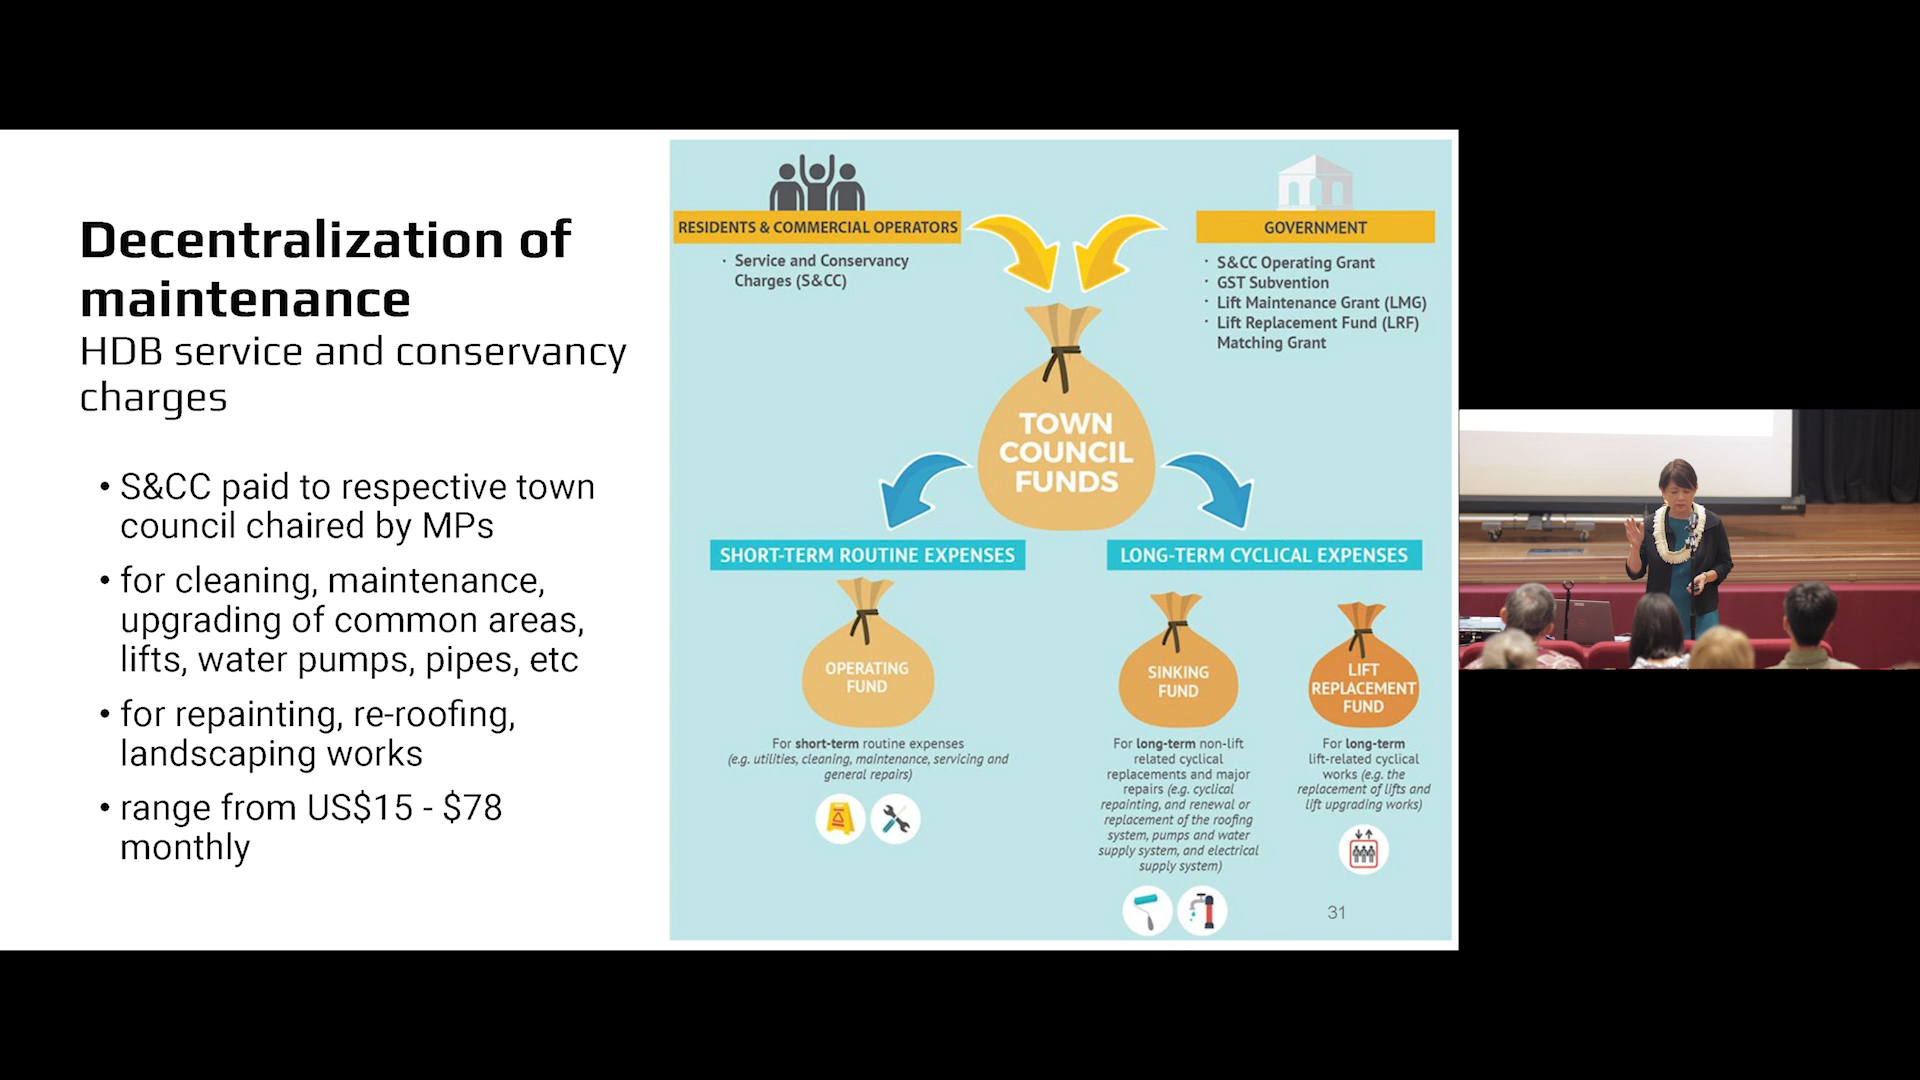 Decentralization of
maintenance
HDB service and conservancy
charges
• S&CC paid to respective town
council chaired by MPs
• for cleaning, maintenance,
upgrading of common areas,
lifts, water pumps, pipes, etc
• for repainting, re-roofing,
landscaping works
• range from US$15 - $78
monthly
RESIDENTS & COMMERCIAL OPERATORS
· Service and Conservancy
Charges (S&CC)
GOVERNMENT
· S&CC Operating Grant
· GST Subvention
· Lift Maintenance Grant (LMG)
· Lift Replacement Fund (LRF)
Matching Grant
TOWN
COUNCIL
FUNDS
SHORT-TERM ROUTINE EXPENSES
OPERATING
FUND
For short-term routine expenses
(e.g. utilities, cleaning, maintenance, servicing and
general repairs)
LONG-TERM CYCLICAL EXPENSES
SINKING
FUND
For long-term non-lift
related cyclical
replacements and major
repairs (e.g. cyclical
repainting, and renewal or
replacement of the roofing
system, pumps and water
supply system, and electrical
supply system)
LIFT
REPLACEMENT
FUND
For long-term
lift-related cyclical
works (e.g. the
replacement of lifts and
lift upgrading works)
31